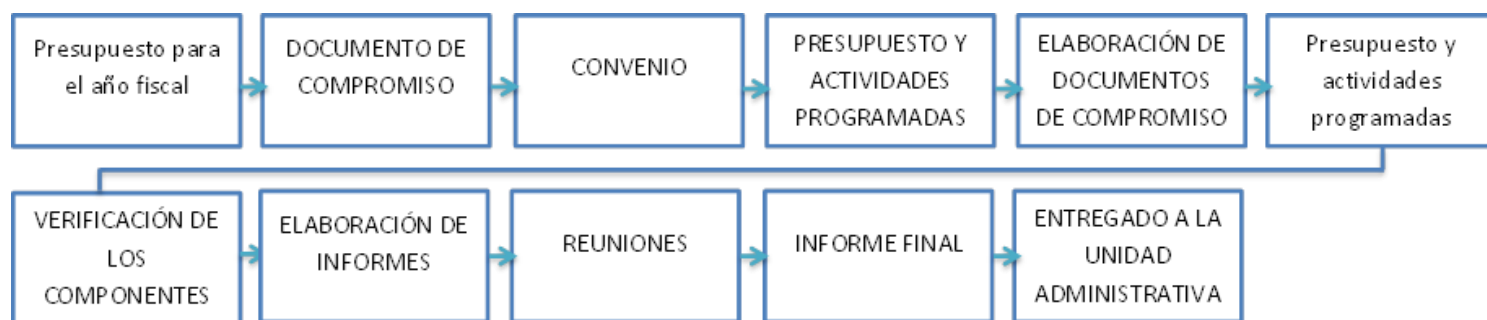 Presupuesto para
el año fiscal
DOCUMENTO DE
COMPROMISO
CONVENIO
PRESUPUESTO Y
ACTIVIDADES
PROGRAMADAS
ELABORACIÓN DE
DOCUMENTOS
DE COMPROMISO
Presupuesto y
actividades
programadas
VERIFICACIÓN DE
LOS
COMPONENTES
ELABORACIÓN DE
INFORMES
REUNIONES
INFORME FINAL
ENTREGADO A LA
UNIDAD
ADMINISTRATIVA